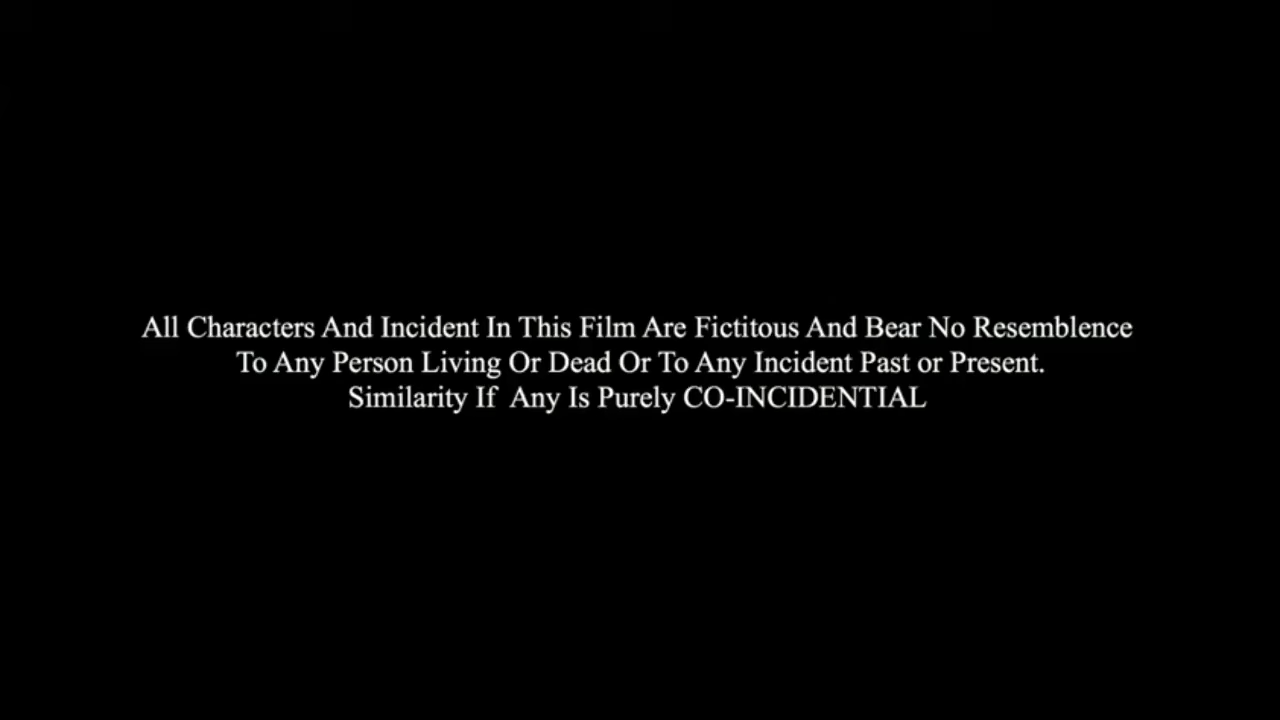 All Characters And Incident In This Film Are Fictitous And Bear No Resemblence
To Any Person Living Or Dead Or To Any Incident Past or Present.
Similarity If Any Is Purely CO-INCIDENTIAL